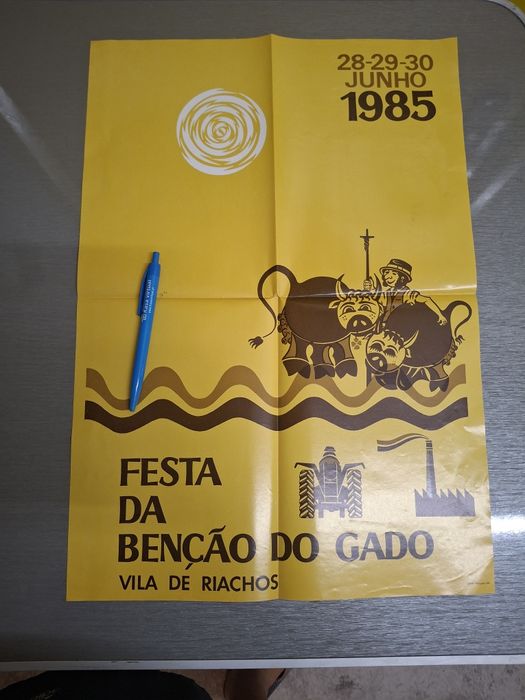 28-29-30
JUNHO
1985
FESTA
DA
BENÇÃO DO GADO
VILA DE RIACHOS